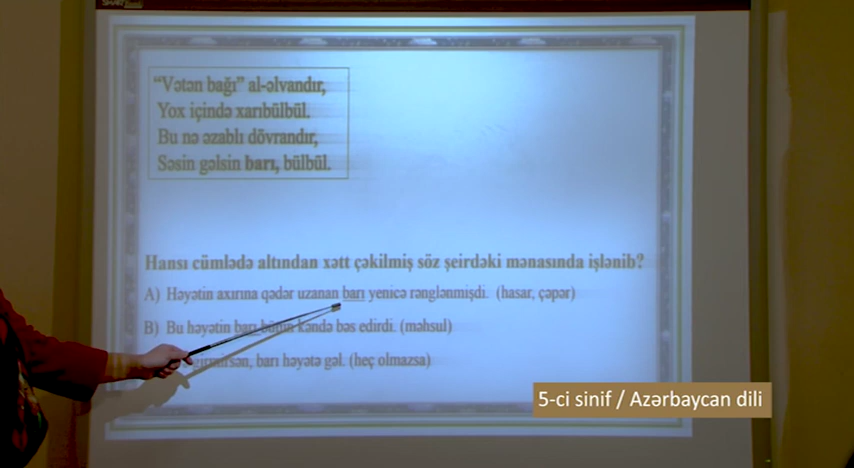 "Vətən bağı" al-əlvandır,
Yox içində xarıbülbül.
Bu nə əzablı dövrandır,
Səsin gəlsin barı, bülbül.
Hansı cümlədə altından xətt çəkilmiş söz şeirdəki mənasında işlənib?
A) Həyətin axırına qədər uzanan barı yenicə rənglənmişdi. (hasar, çəpər)
B) Bu həyətin barı bütün kəndə bəs edirdi. (məhsul)
barı həyətə gəl. (heç olmazsa)
5-ci sinif / Azərbaycan dili